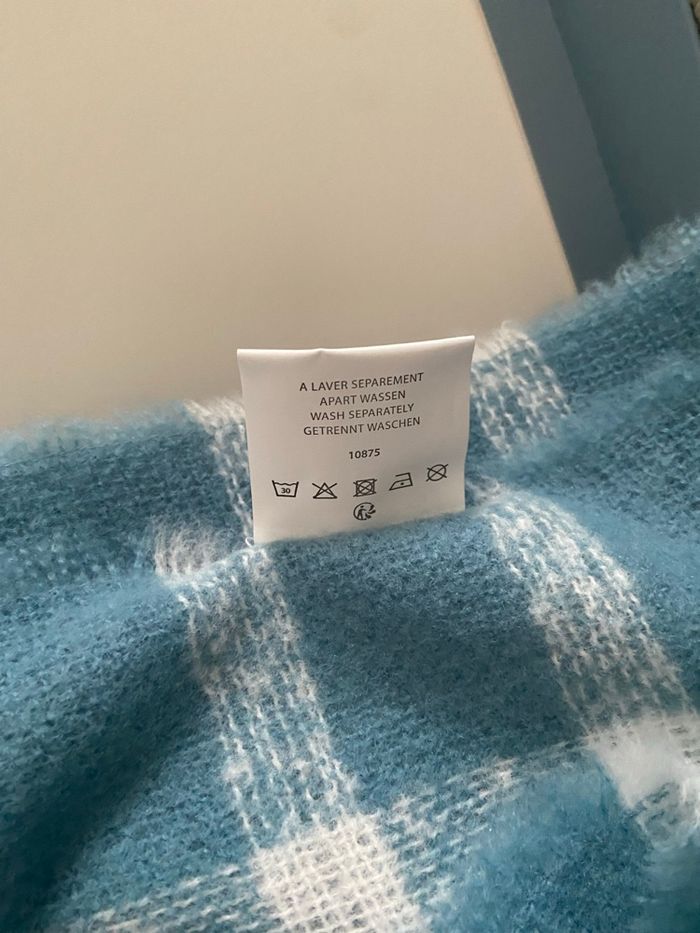 A LAVER SEPAREMENT
APART WASSEN
WASH SEPARATELY
GETRENNT WASCHEN
10875
30